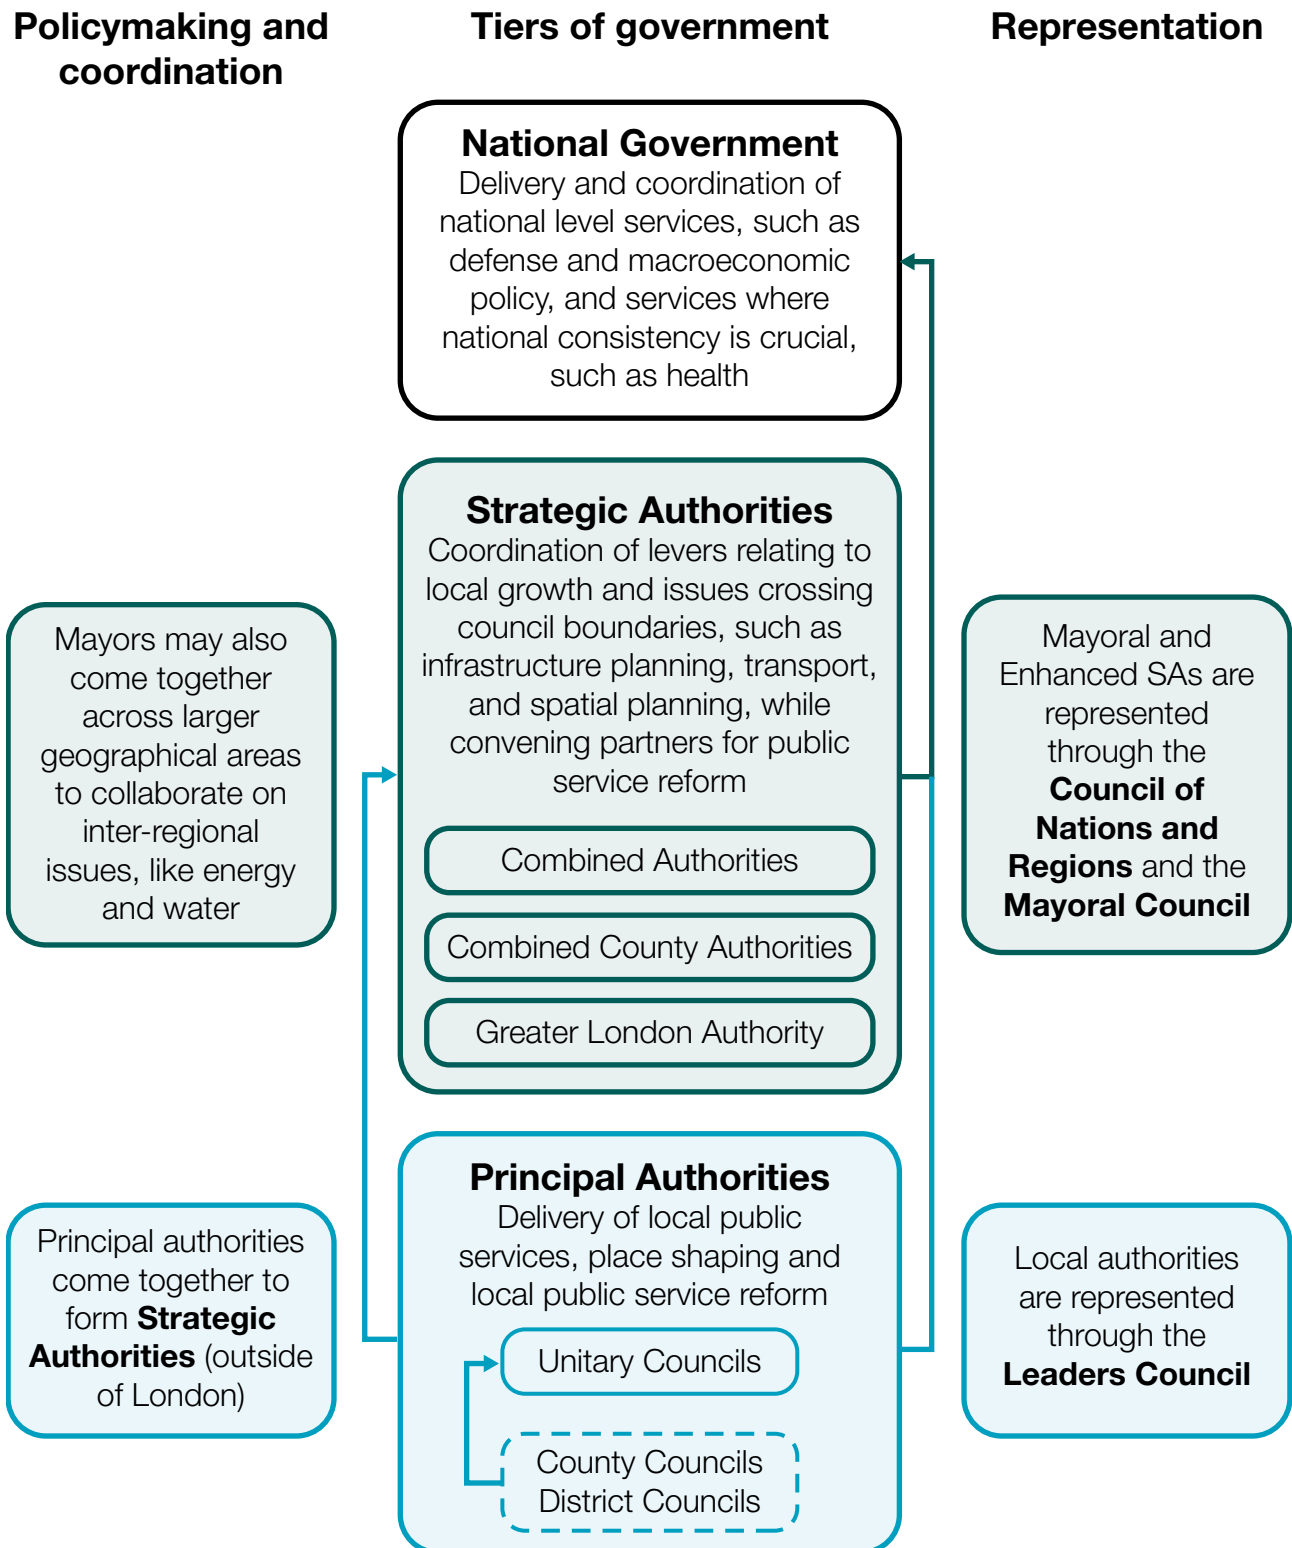 Policymaking and
coordination
Tiers of government
Representation
National Government
Delivery and coordination of
national level services, such as
defense and macroeconomic
policy, and services where
national consistency is crucial,
such as health
Strategic Authorities
Coordination of levers relating to
local growth and issues crossing
council boundaries, such as
infrastructure planning, transport,
and spatial planning, while
convening partners for public
service reform
Combined Authorities
Combined County Authorities
Greater London Authority
Mayors may also
come together
across larger
geographical areas
to collaborate on
inter-regional
issues, like energy
and water
Mayoral and
Enhanced SAs are
represented
through the
Council of
Nations and
Regions and the
Mayoral Council
Principal Authorities
Delivery of local public
services, place shaping and
local public service reform
Unitary Councils
County Councils
District Councils
Principal authorities
come together to
form Strategic
Authorities (outside
of London)
Local authorities
are represented
through the
Leaders Council